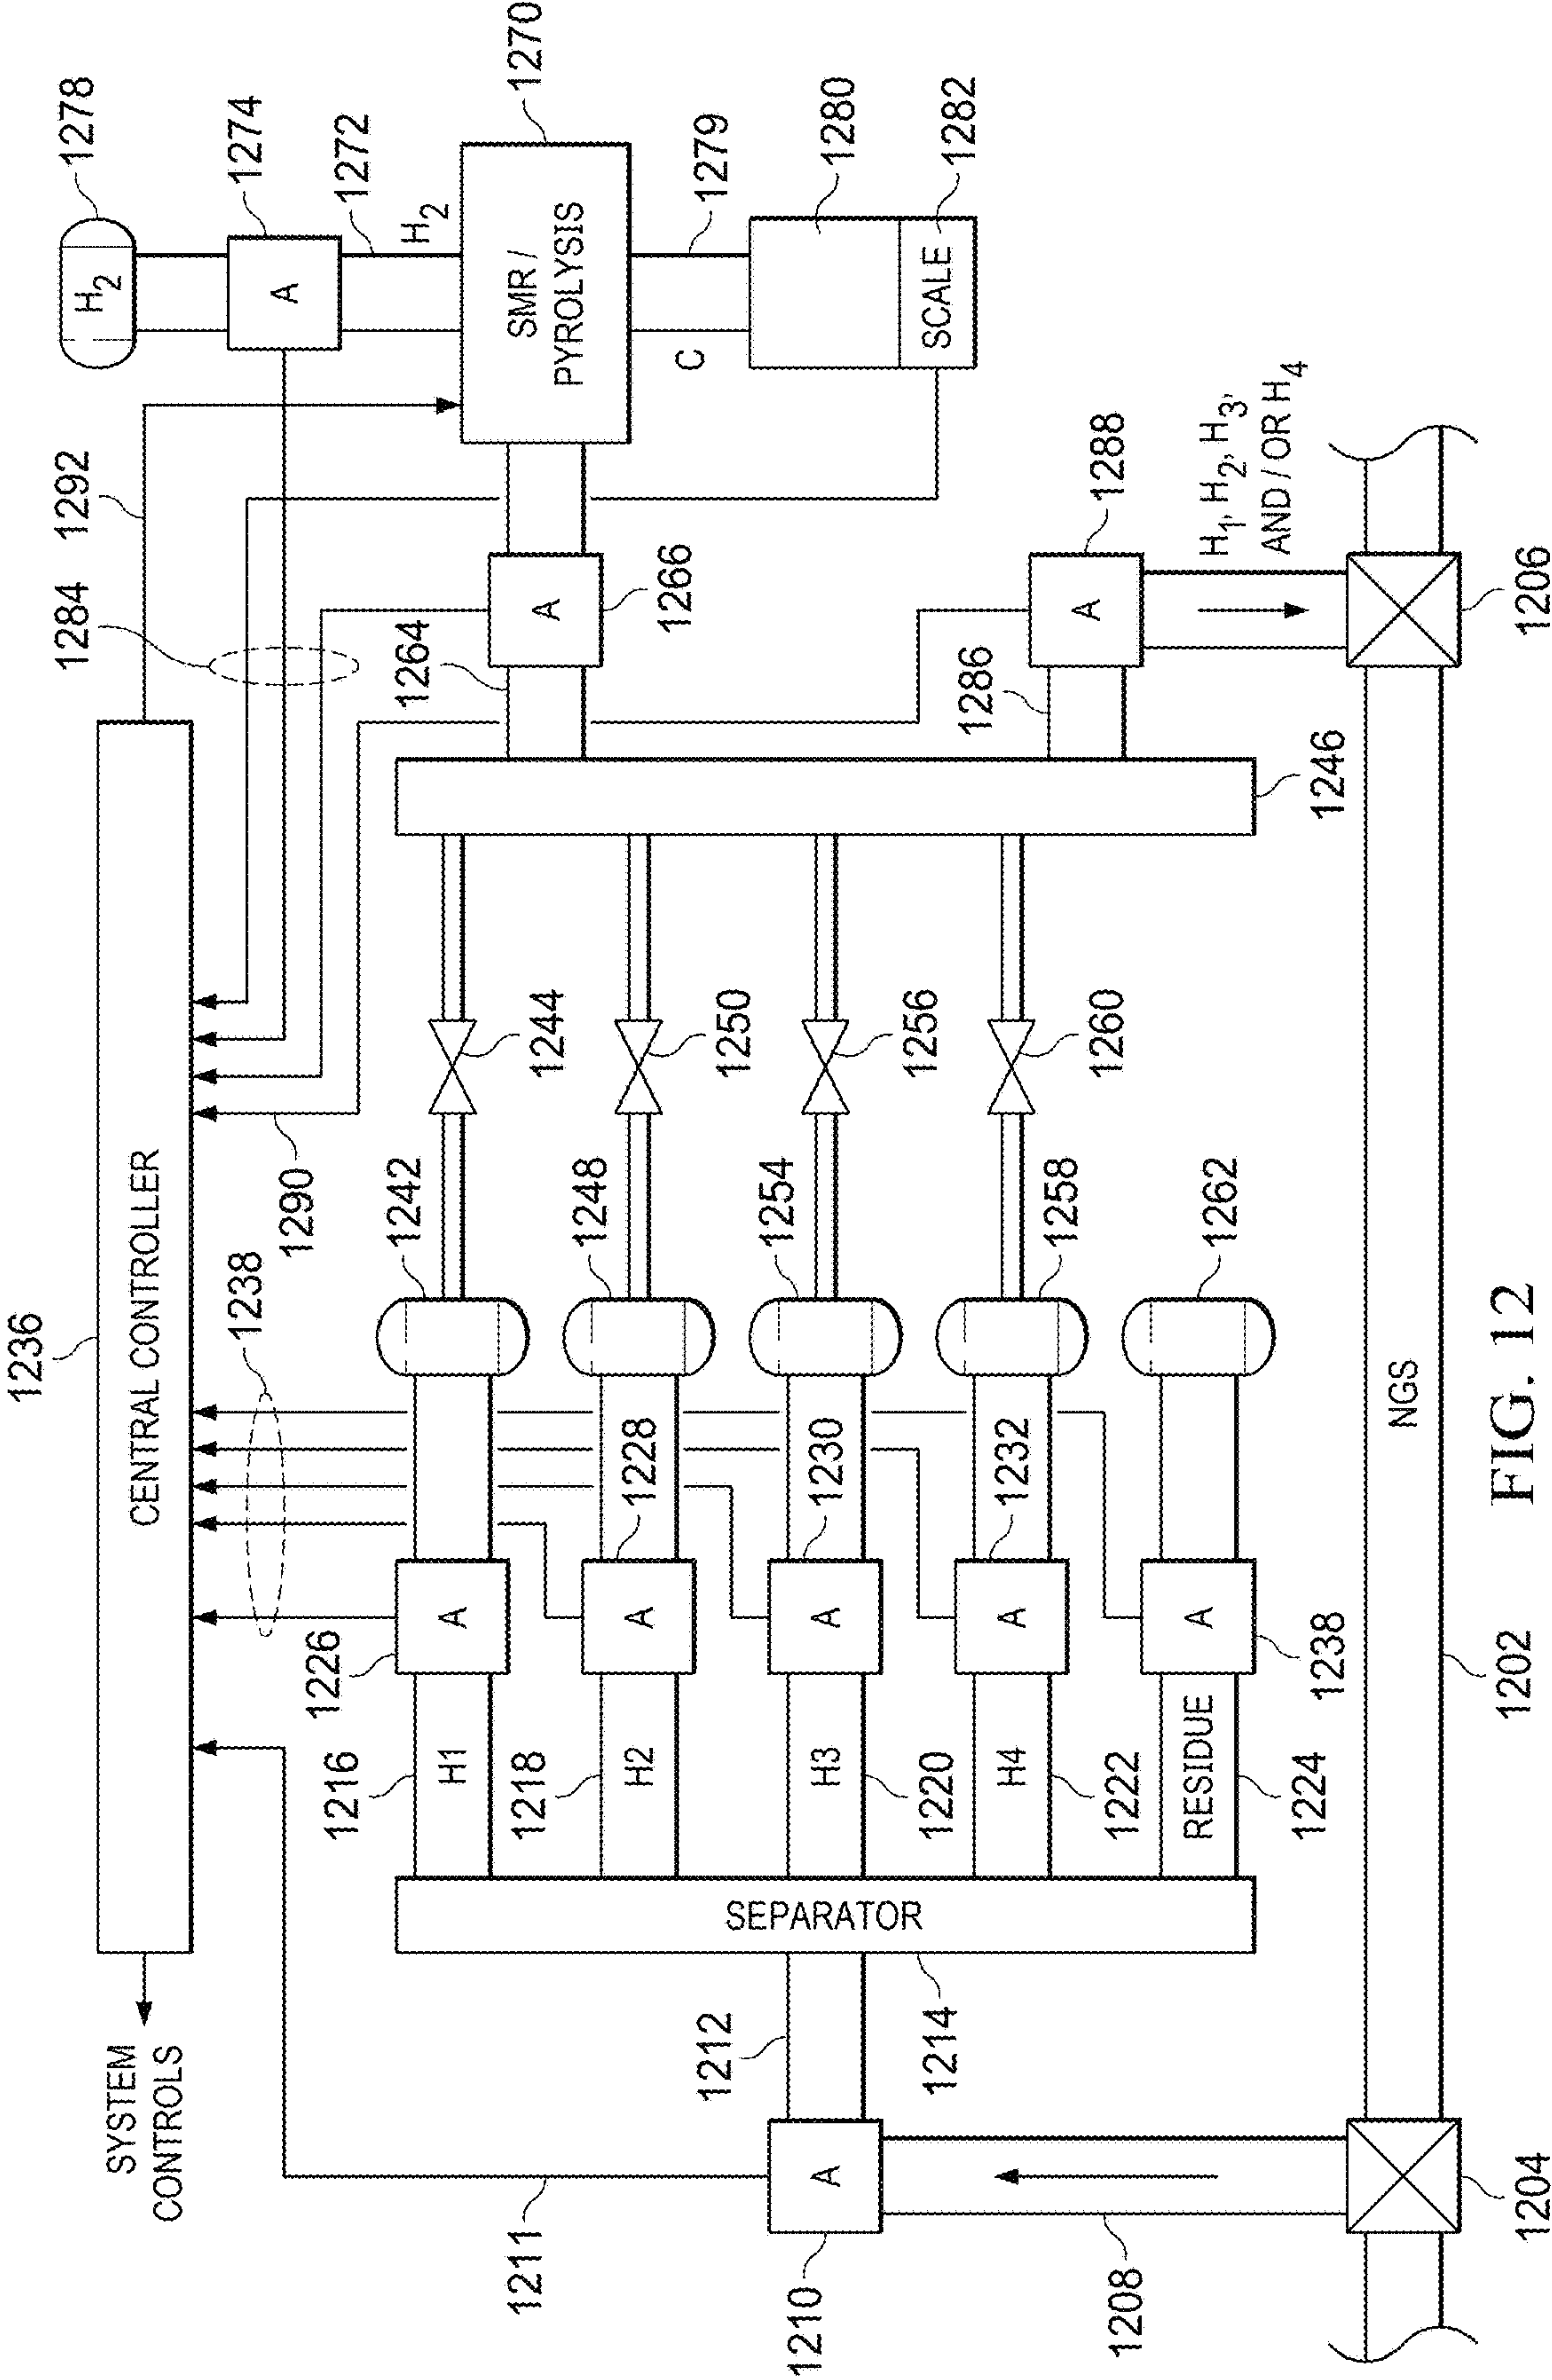 1236
SYSTEM
CONTROLS
CENTRAL CONTROLLER
1292
1284
1278
H2
1274
A
1272
H2
1270
SMR /
PYROLYSIS
1279
C
1280
SCALE
1282
1211
1238
1290
1264
A
1266
1216
H1
1226
A
1242
1244
1218
H2
A
1228
1248
1250
1212
SEPARATOR
1210
A
1214
H3
1220
A
1230
1254
1256
H4
1222
A
1232
1258
1260
RESIDUE
1224
A
1238
1262
1246
1286
A
1288
H1, H2, H3,
AND / OR H4
1208
1204
NGS
1202
1206
FIG. 12